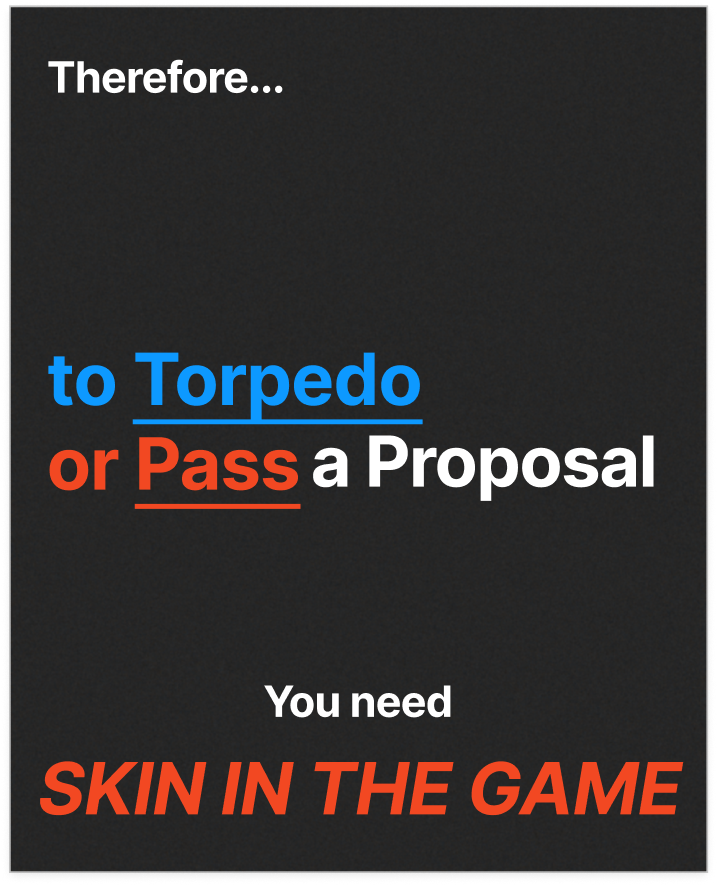 Therefore...
to Torpedo
or Pass a Proposal
You need
SKIN IN THE GAME